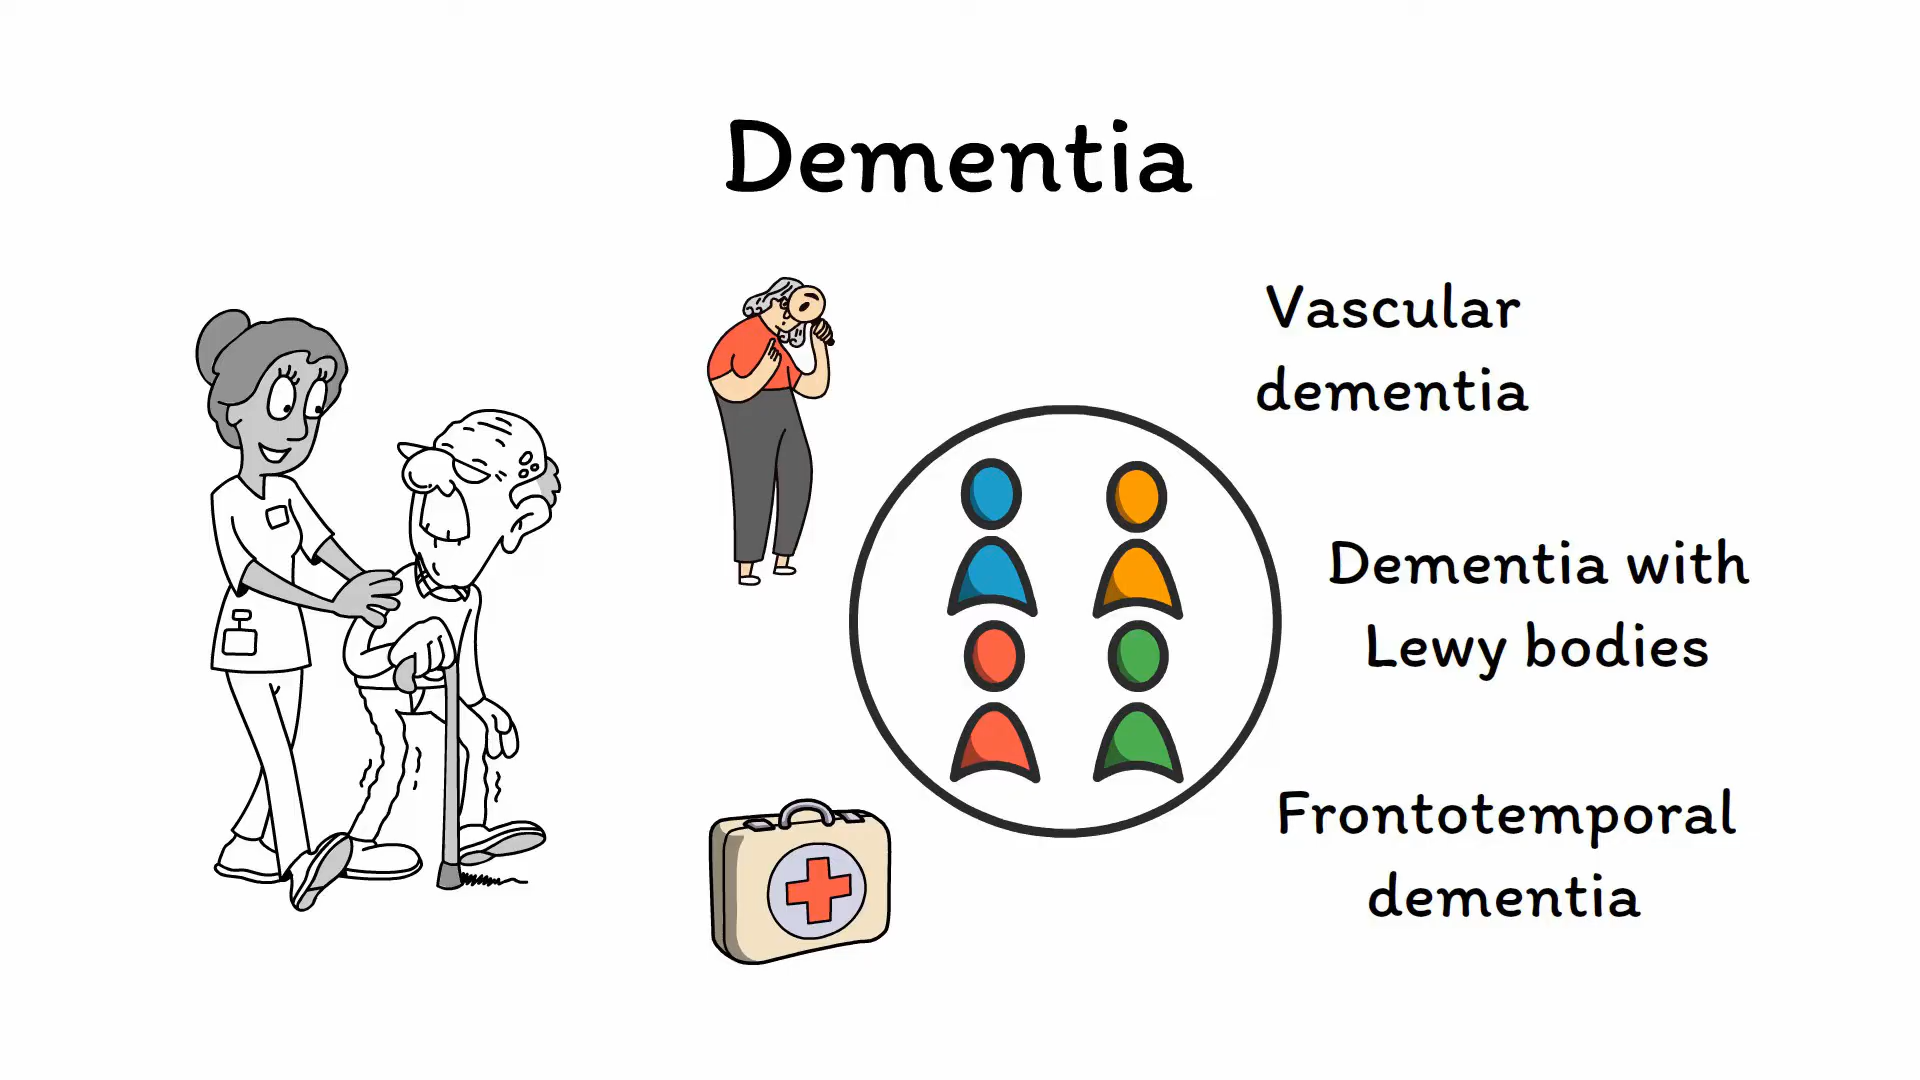 Dementia
Vascular
dementia
Dementia with
Lewy bodies
Frontotemporal
dementia